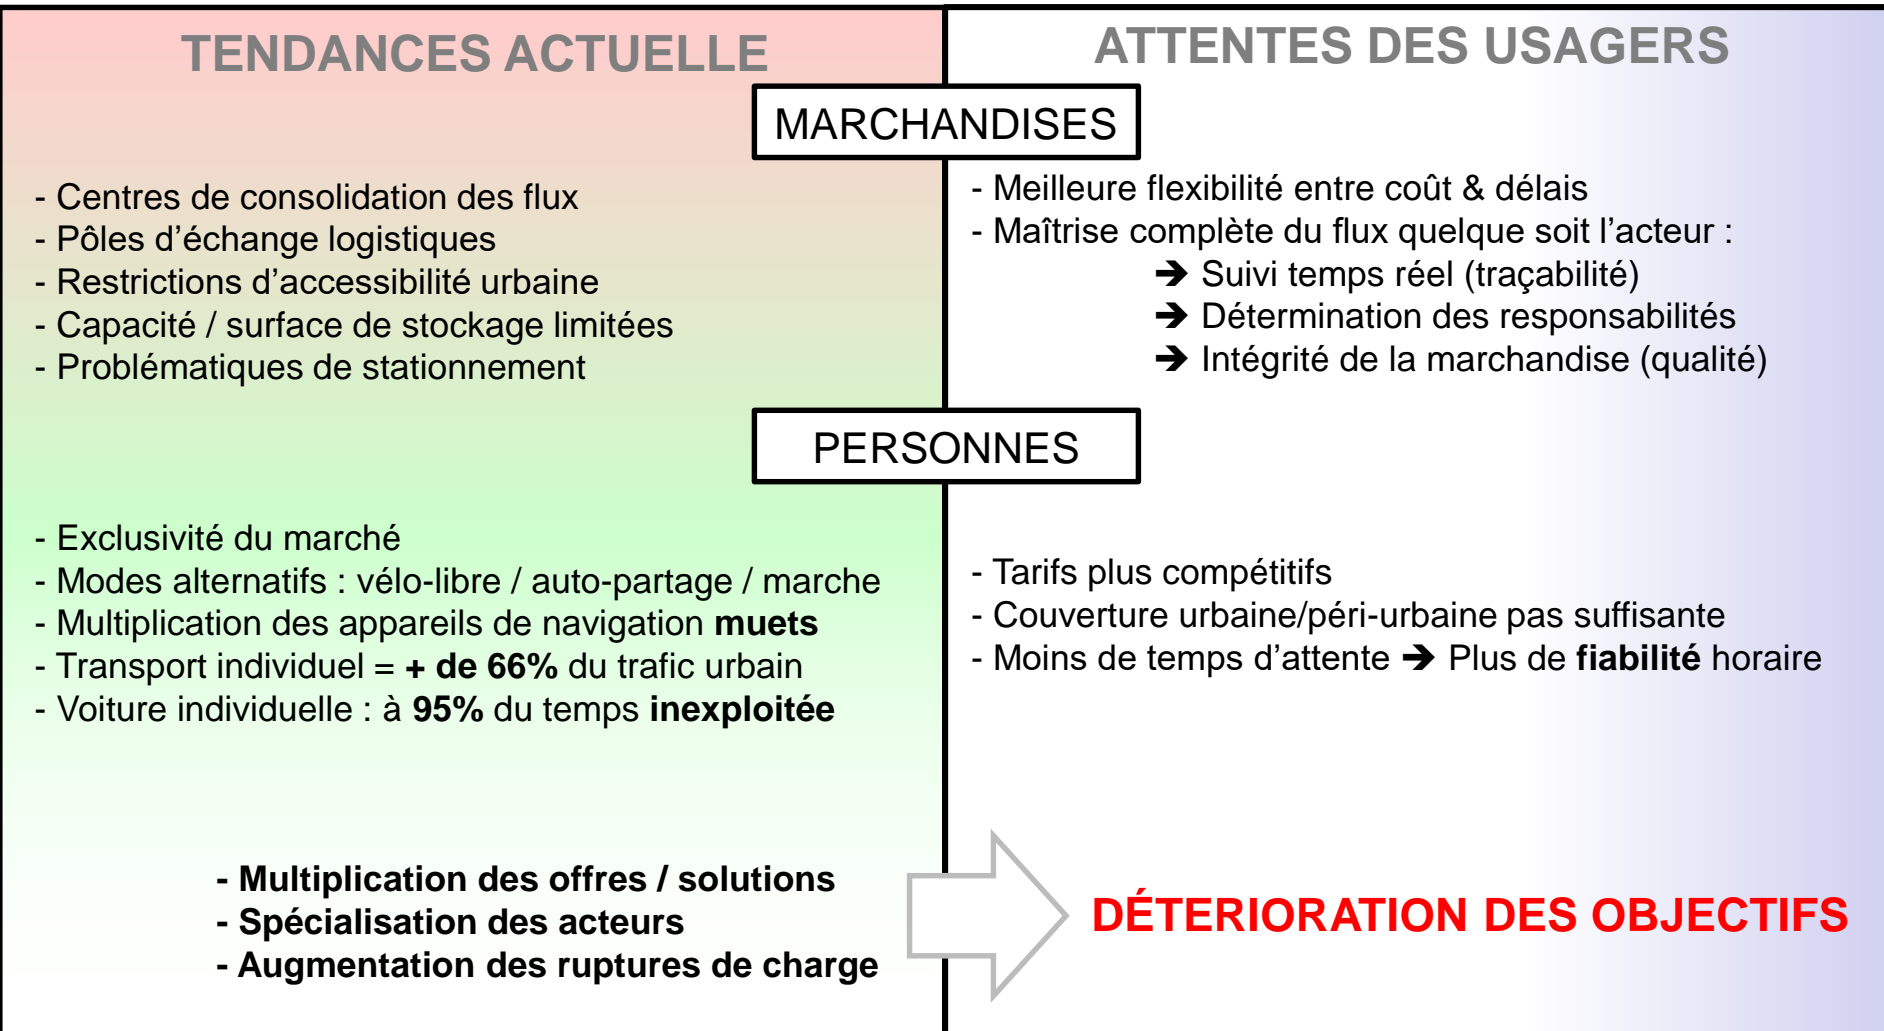 TENDANCES ACTUELLE
ATTENTES DES USAGERS
MARCHANDISES
- Centres de consolidation des flux
- Pôles d’échange logistiques
- Restrictions d’accessibilité urbaine
- Capacité / surface de stockage limitées
- Problématiques de stationnement
- Meilleure flexibilité entre coût & délais
- Maîtrise complète du flux quelque soit l’acteur :
➔ Suivi temps réel (traçabilité)
➔ Détermination des responsabilités
➔ Intégrité de la marchandise (qualité)
PERSONNES
- Exclusivité du marché
- Modes alternatifs : vélo-libre / auto-partage / marche
- Multiplication des appareils de navigation muets
- Transport individuel = + de 66% du trafic urbain
- Voiture individuelle : à 95% du temps inexploitée
- Tarifs plus compétitifs
- Couverture urbaine/péri-urbaine pas suffisante
- Moins de temps d’attente ➔ Plus de fiabilité horaire
- Multiplication des offres / solutions
- Spécialisation des acteurs
- Augmentation des ruptures de charge
DÉTERIORATION DES OBJECTIFS